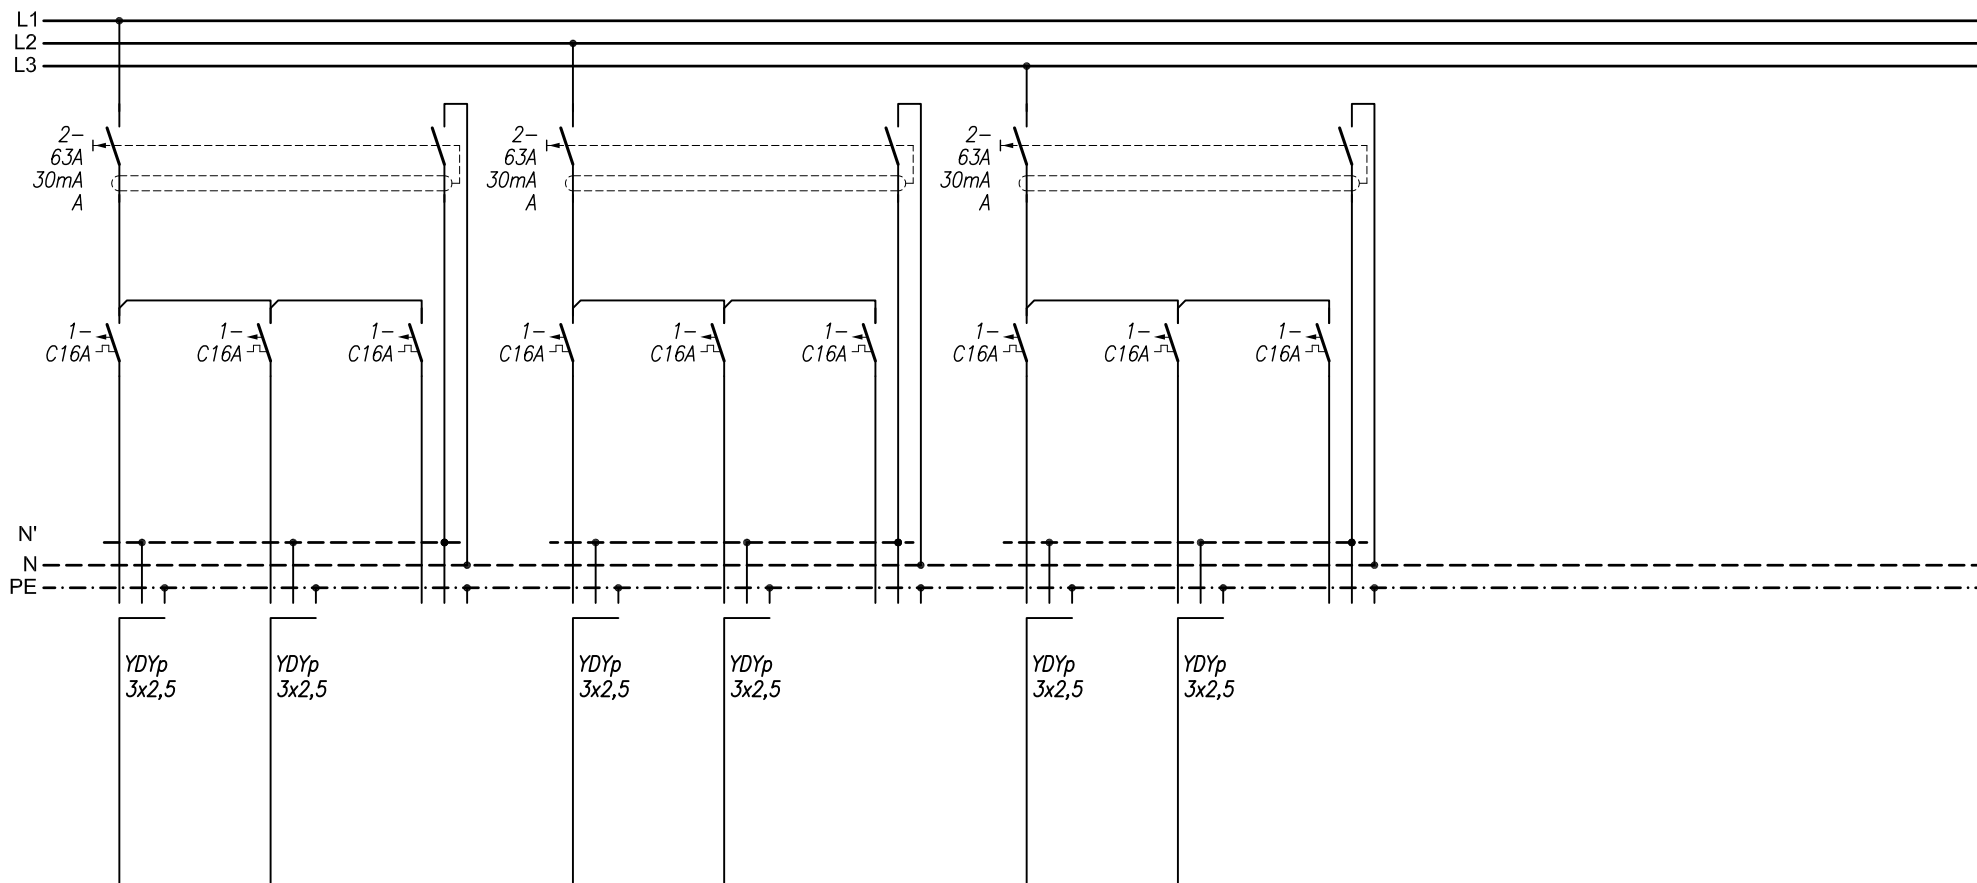 L1
L2
L3
2-
63A
30mA
A
2-
63A
30mA
A
2-
63A
30mA
A
1-
C16A
1-
C16A
1-
C16A
1-
C16A
1-
C16A
1-
C16A
1-
C16A
1-
C16A
1-
C16A
N'
N
PE
YDYp
3x2,5
YDYp
3x2,5
YDYp
3x2,5
YDYp
3x2,5
YDYp
3x2,5
YDYp
3x2,5